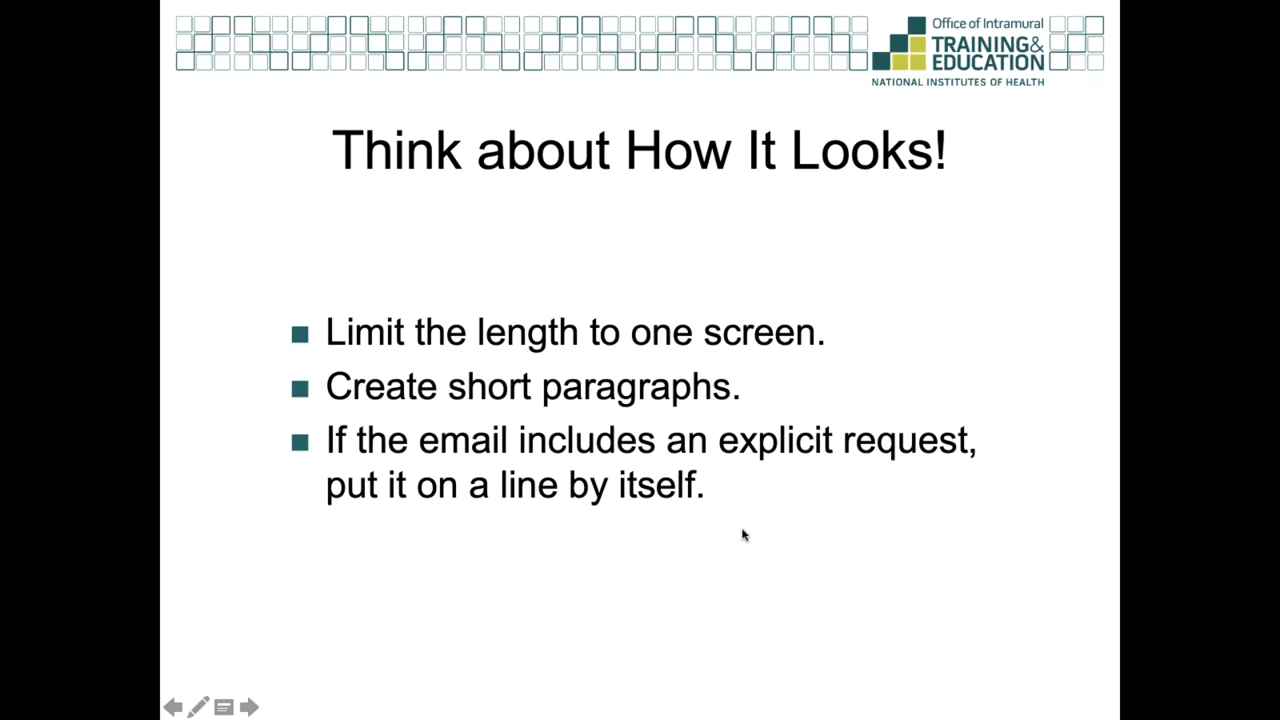 Office of Intramural
TRAINING&
EDUCATION
NATIONAL INSTITUTES OF HEALTH
Think about How It Looks!
Limit the length to one screen.
Create short paragraphs.
If the email includes an explicit request,
put it on a line by itself.